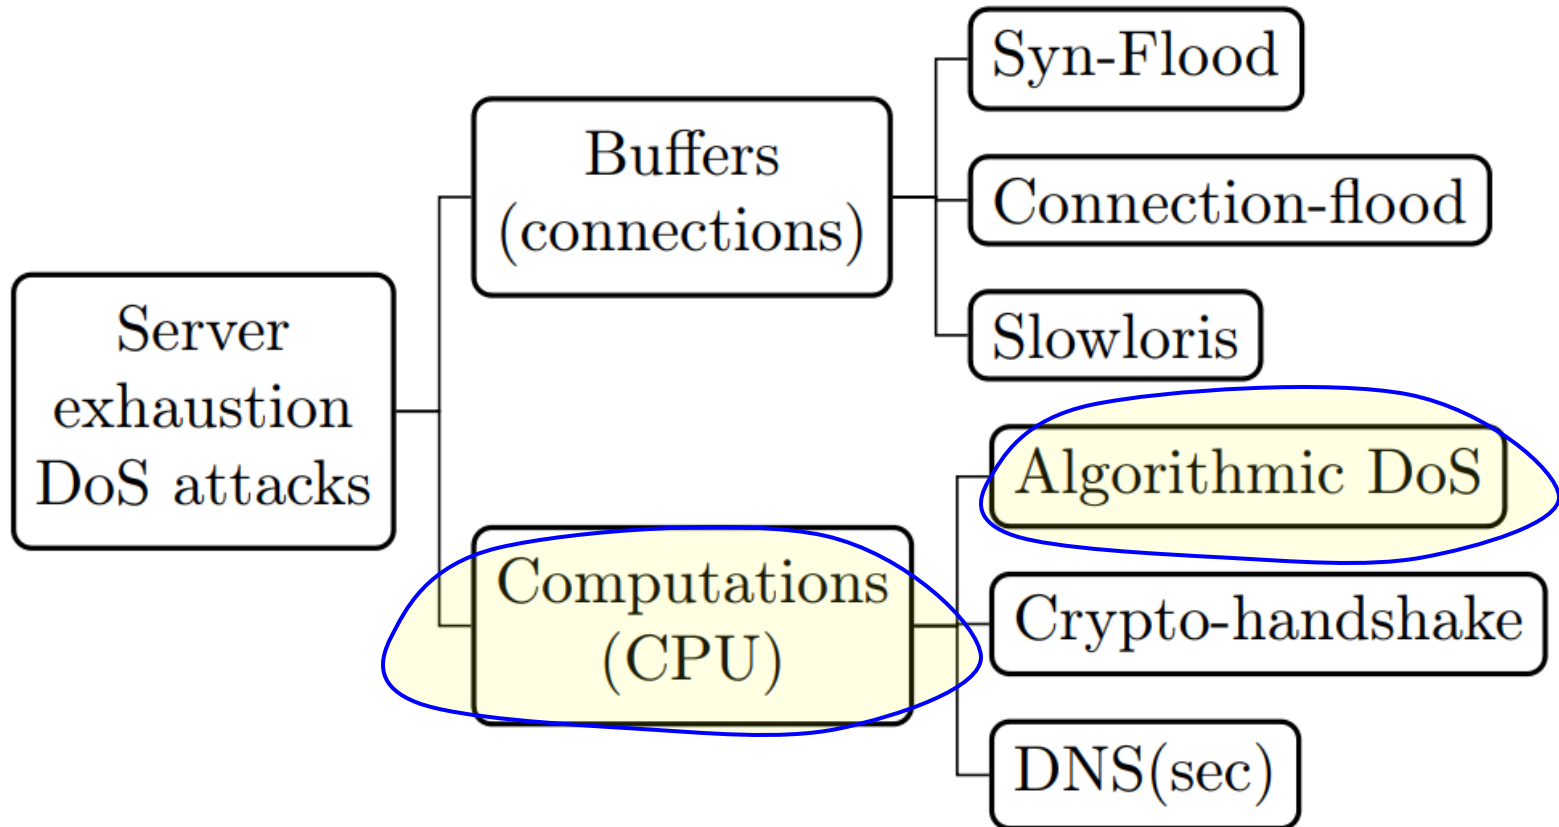 Server
exhaustion
DoS attacks
Buffers
(connections)
Syn-Flood
Connection-flood
Slowloris
Computations
(CPU)
Algorithmic DoS
Crypto-handshake
DNS(sec)